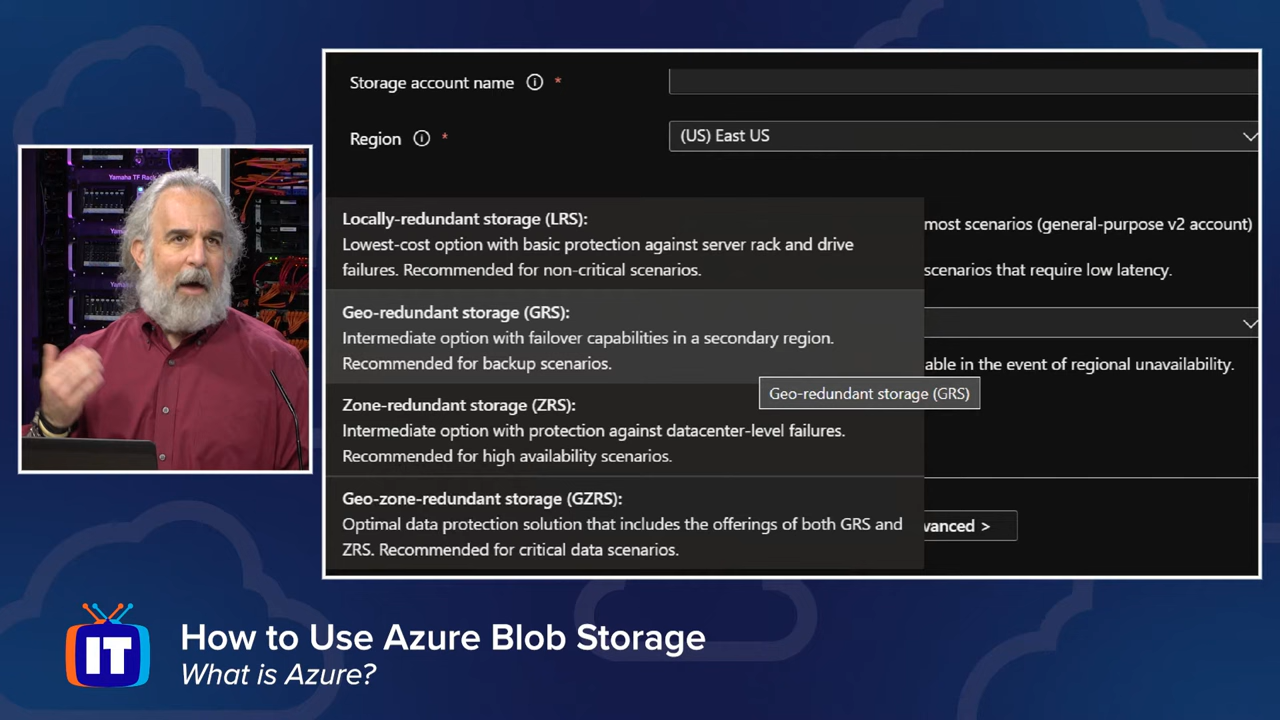 Storage account name
Region
(US) East US
Yamaha TF Rack
Locally-redundant storage (LRS):
Lowest-cost option with basic protection against server rack and drive
failures. Recommended for non-critical scenarios.
most scenarios (general-purpose v2 account)
scenarios that require low latency.
Geo-redundant storage (GRS):
Intermediate option with failover capabilities in a secondary region.
Recommended for backup scenarios.
able in the event of regional unavailability.
Geo-redundant storage (GRS)
Zone-redundant storage (ZRS):
Intermediate option with protection against datacenter-level failures.
Recommended for high availability scenarios.
Geo-zone-redundant storage (GZRS):
Optimal data protection solution that includes the offerings of both GRS and
ZRS. Recommended for critical data scenarios.
vanced >
IT
How to Use Azure Blob Storage
What is Azure?